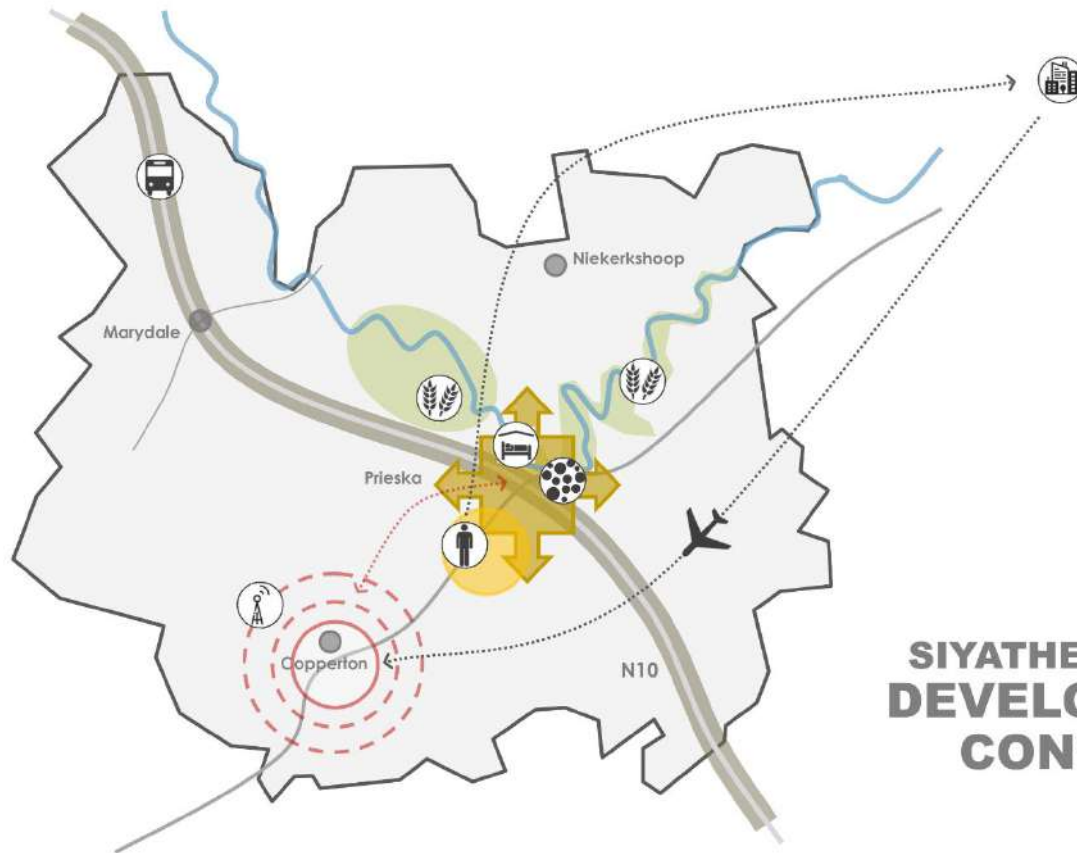 Niekerkshoop
Marydale
Prieska
Copperton
N10
SIYATHE
DEVELO
CON